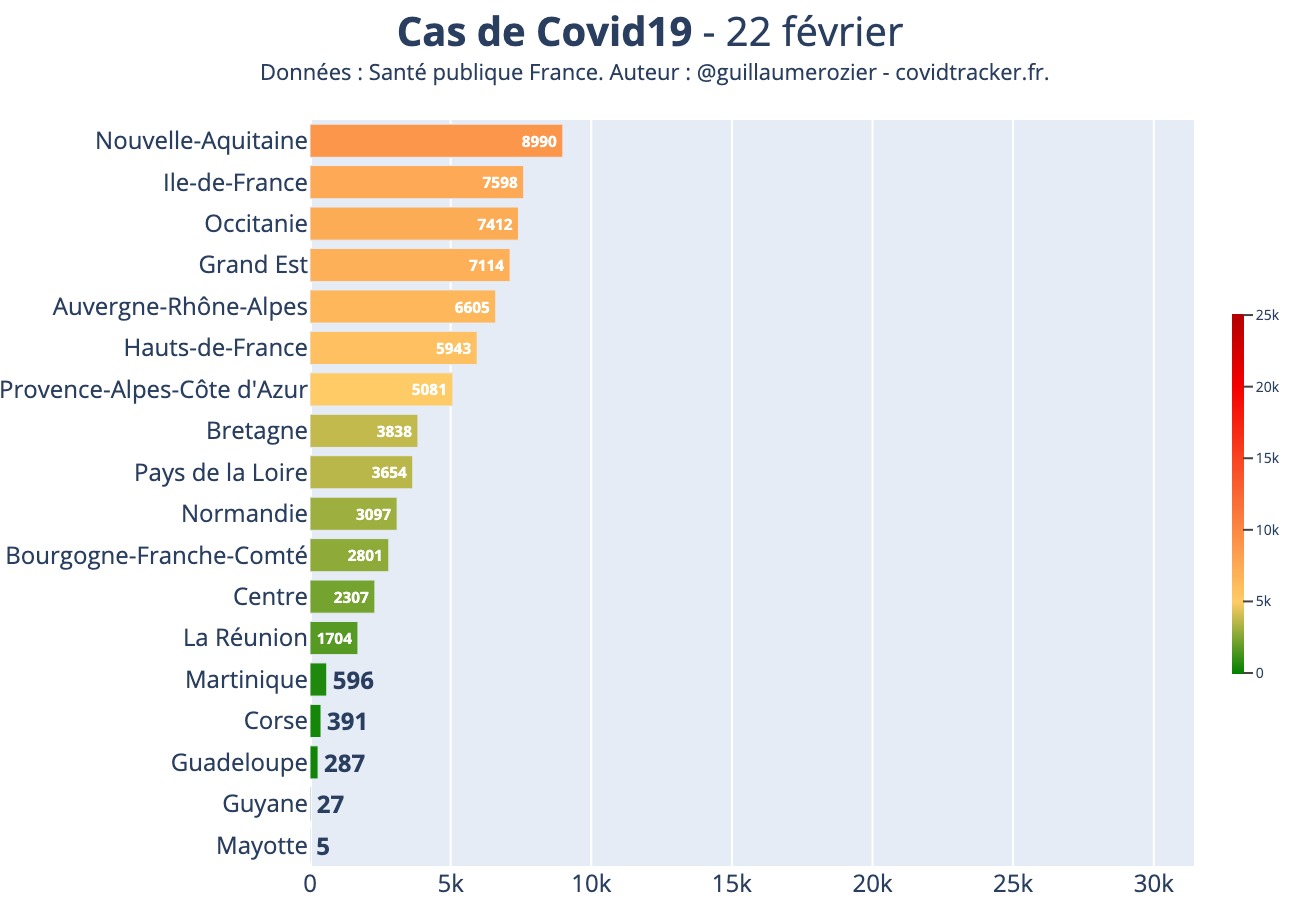 Cas de Covid19 - 22 février
Données : Santé publique France. Auteur : @guillaumerozier - covidtracker.fr.
Nouvelle-Aquitaine 8990
Ile-de-France 7598
Occitanie 7412
Grand Est 7114
Auvergne-Rhône-Alpes 6605
Hauts-de-France 5943
Provence-Alpes-Côte d'Azur 5081
Bretagne 3838
Pays de la Loire 3654
Normandie 3097
Bourgogne-Franche-Comté 2801
Centre 2307
La Réunion 1704
Martinique 596
Corse 391
Guadeloupe 287
Guyane 27
Mayotte 5
0 5k 10k 15k 20k 25k 30k
25k
20k
15k
10k
5k
0